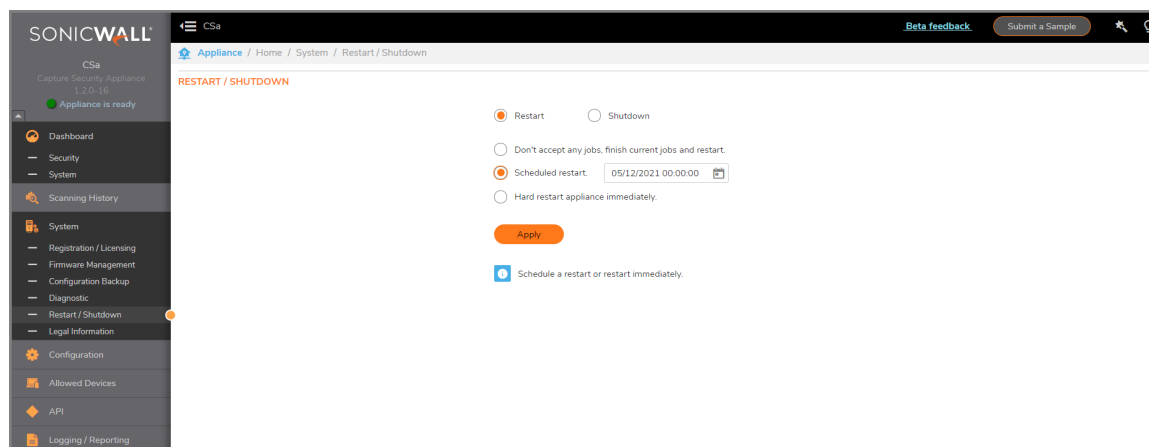 SONICWALL
CSa
Beta feedback
Submit a Sample
Appliance / Home / System / Restart / Shutdown
CSa
Capture Security Appliance
1.2.0-16
Appliance is ready
RESTART / SHUTDOWN
Restart
Shutdown
Don't accept any jobs, finish current jobs and restart.
Scheduled restart.
05/12/2021 00:00:00
Hard restart appliance immediately.
Apply
Schedule a restart or restart immediately.
Dashboard
Security
System
Scanning History
System
Registration / Licensing
Firmware Management
Configuration Backup
Diagnostic
Restart / Shutdown
Legal Information
Configuration
Allowed Devices
API
Logging / Reporting